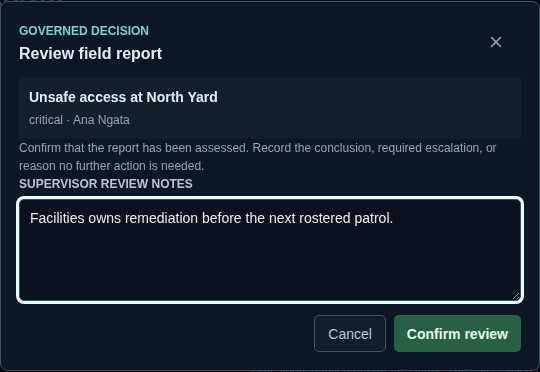 GOVERNED DECISION
Review field report
Unsafe access at North Yard
critical · Ana Ngata
Confirm that the report has been assessed. Record the conclusion, required escalation, or
reason no further action is needed.
SUPERVISOR REVIEW NOTES
Facilities owns remediation before the next rostered patrol.
Cancel
Confirm review